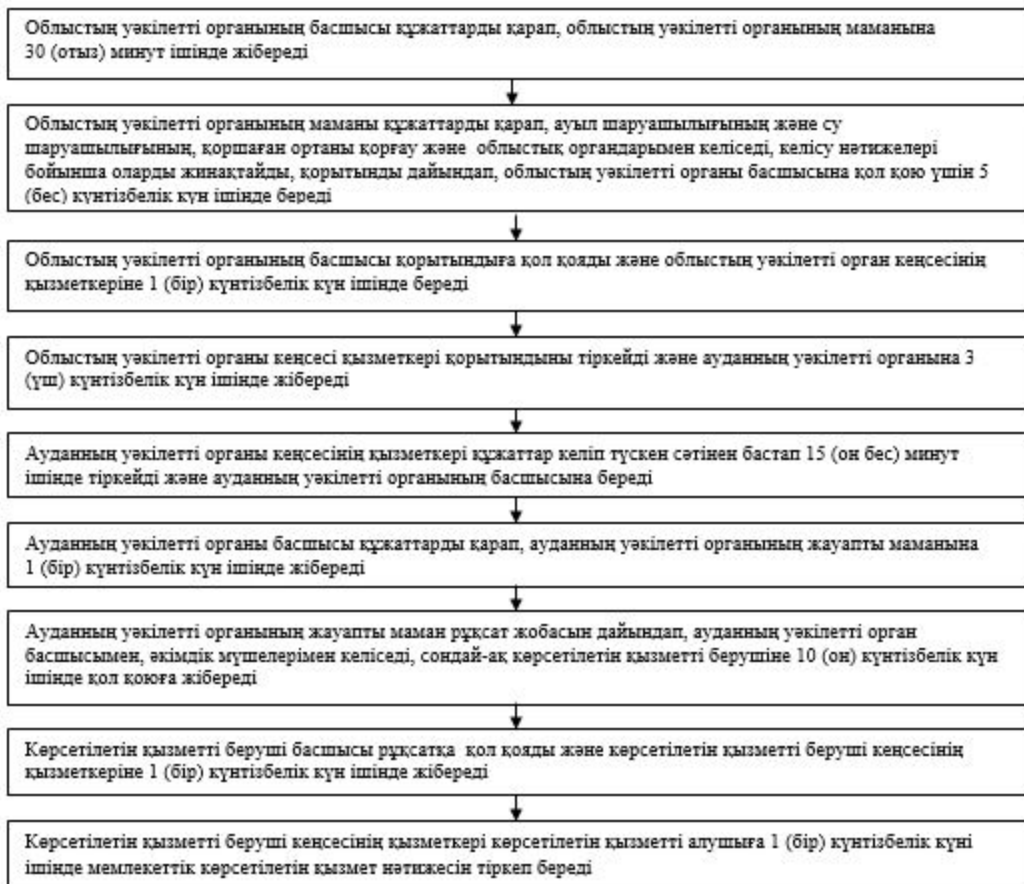 Облыстың уәкілетті органының басшысы құжаттарды қарап, облыстың уәкілетті органының маманына
30 (отыз) минут ішінде жібереді
Облыстың уәкілетті органының маманы құжаттарды қарап, ауыл шаруашылығының және су
шаруашылығының, қоршаған ортаны қорғау және облыстық органдарымен келіседі, келісу нәтижелері
бойынша оларды жинақтайды, қорытынды дайындап, облыстың уәкілетті органы басшысына қол қою үшін 5
(бес) күнтізбелік күн ішінде береді
Облыстың уәкілетті органының басшысы қорытындыға қол қояды және облыстың уәкілетті орган кеңсесінің
қызметкеріне 1 (бір) күнтізбелік күн ішінде береді
Облыстың уәкілетті органы кеңсесі қызметкері қорытындыны тіркейді және ауданның уәкілетті органына 3
(үш) күнтізбелік күн ішінде жібереді
Ауданның уәкілетті органы кеңсесінің қызметкері құжаттар келіп түскен сәтінен бастап 15 (он бес) минут
ішінде тіркейді және ауданның уәкілетті органының басшысына береді
Ауданның уәкілетті органы басшысы құжаттарды қарап, ауданның уәкілетті органының жауапты маманына
1 (бір) күнтізбелік күн ішінде жібереді
Ауданның уәкілетті органының жауапты маман рұқсат жобасын дайындап, ауданның уәкілетті орган
басшысымен, әкімдік мүшелерімен келіседі, сондай-ақ көрсетілетін қызметті берушіне 10 (он) күнтізбелік күн
ішінде қол қоюға жібереді
Көрсетілетін қызметті беруші басшысы рұқсатқа қол қояды және көрсетілетін қызметті беруші кеңсесінің
қызметкеріне 1 (бір) күнтізбелік күн ішінде жібереді
Көрсетілетін қызметті беруші кеңсесінің қызметкері көрсетілетін қызметті алушыға 1 (бір) күнтізбелік күні
ішінде мемлекеттік көрсетілетін қызмет нәтижесін тіркеп береді